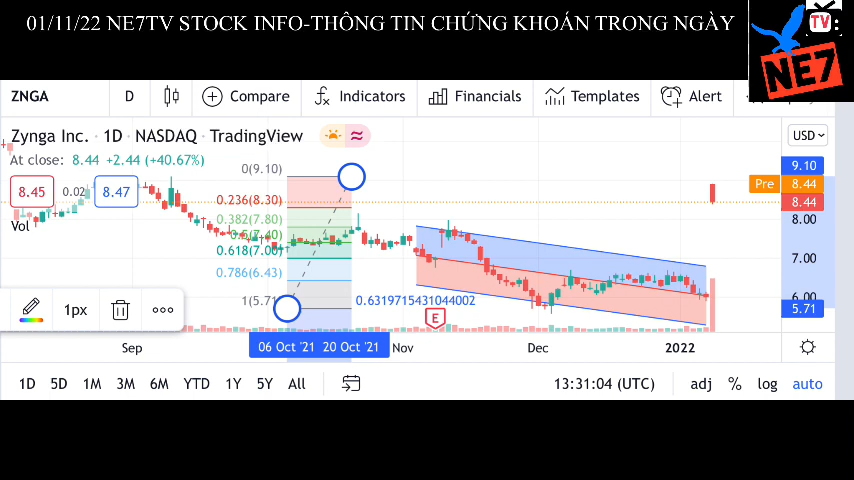 01/11/22 NE7TV STOCK INFO-THÔNG TIN CHỨNG KHOÁN TRONG NGÀY
TV:
NE7
ZNGA D Compare Indicators Financials Templates Alert
Zynga Inc. · 1D · NASDAQ · TradingView
USD
At close: 8.44 +2.44 (+40.67%)
8.45 0.02 8.47
Vol
0(9.10)
0.236(8.30)
0.382(7.80)
0.5(7.40)
0.618(7.00)
0.786(6.43)
1(5.71)
0.6319715431044002
E
9.10
Pre 8.44
8.44
8.00
7.00
6.00
5.71
1px
Sep 06 Oct '21 20 Oct '21 Nov Dec 2022
1D 5D 1M 3M 6M YTD 1Y 5Y All 13:31:04 (UTC) adj % log auto